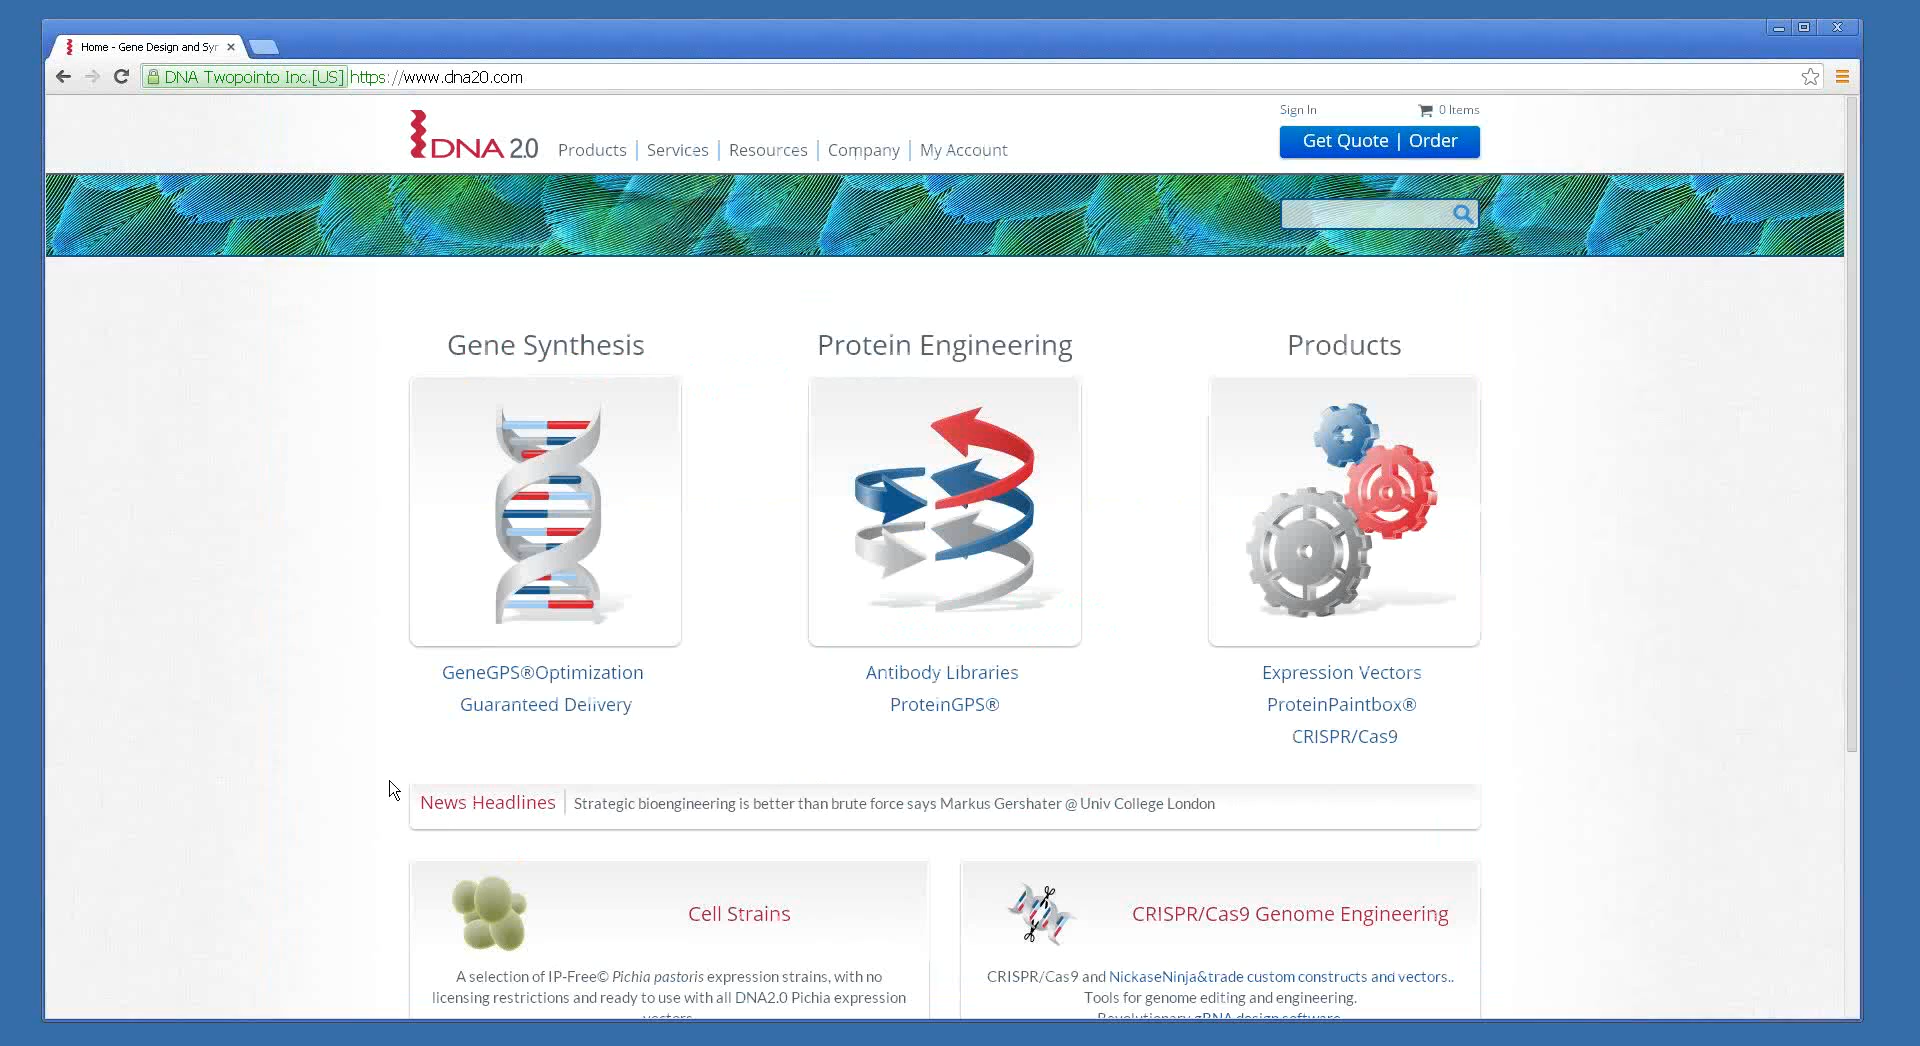 Home - Gene Design and Syr
DNA Twopointo Inc.[US] https://www.dna20.com
Sign In 0 Items
DNA 2.0 Products Services Resources Company My Account
Get Quote | Order
Gene Synthesis Protein Engineering Products
GeneGPS®Optimization Antibody Libraries Expression Vectors
Guaranteed Delivery ProteinGPS® ProteinPaintbox®
CRISPR/Cas9
News Headlines Strategic bioengineering is better than brute force says Markus Gershater @ Univ College London
Cell Strains
A selection of IP-Free© Pichia pastoris expression strains, with no
licensing restrictions and ready to use with all DNA2.0 Pichia expression
vectors.
CRISPR/Cas9 Genome Engineering
CRISPR/Cas9 and NickaseNinja&trade custom constructs and vectors..
Tools for genome editing and engineering.
Revolutionary gRNA design software.